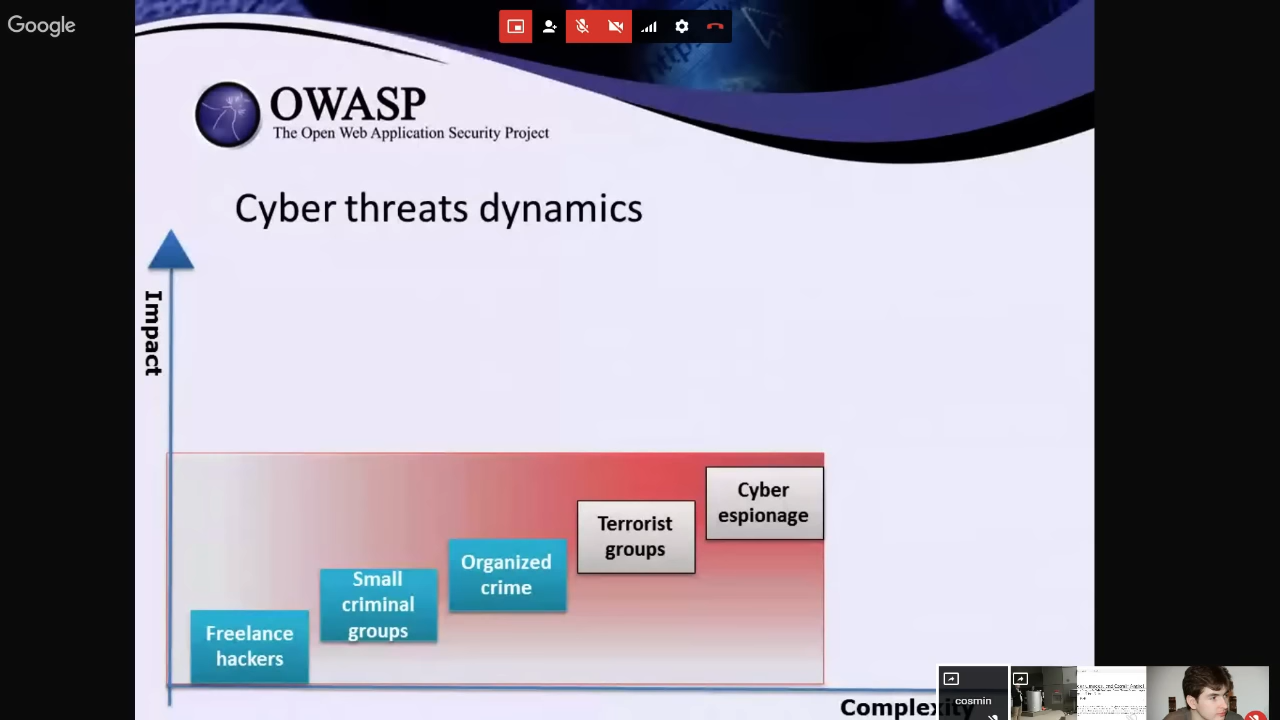 Google
OWASP
The Open Web Application Security Project
Cyber threats dynamics
Impact
Cyber
espionage
Terrorist
groups
Organized
crime
Small
criminal
groups
Freelance
hackers
Complexity
cosmin